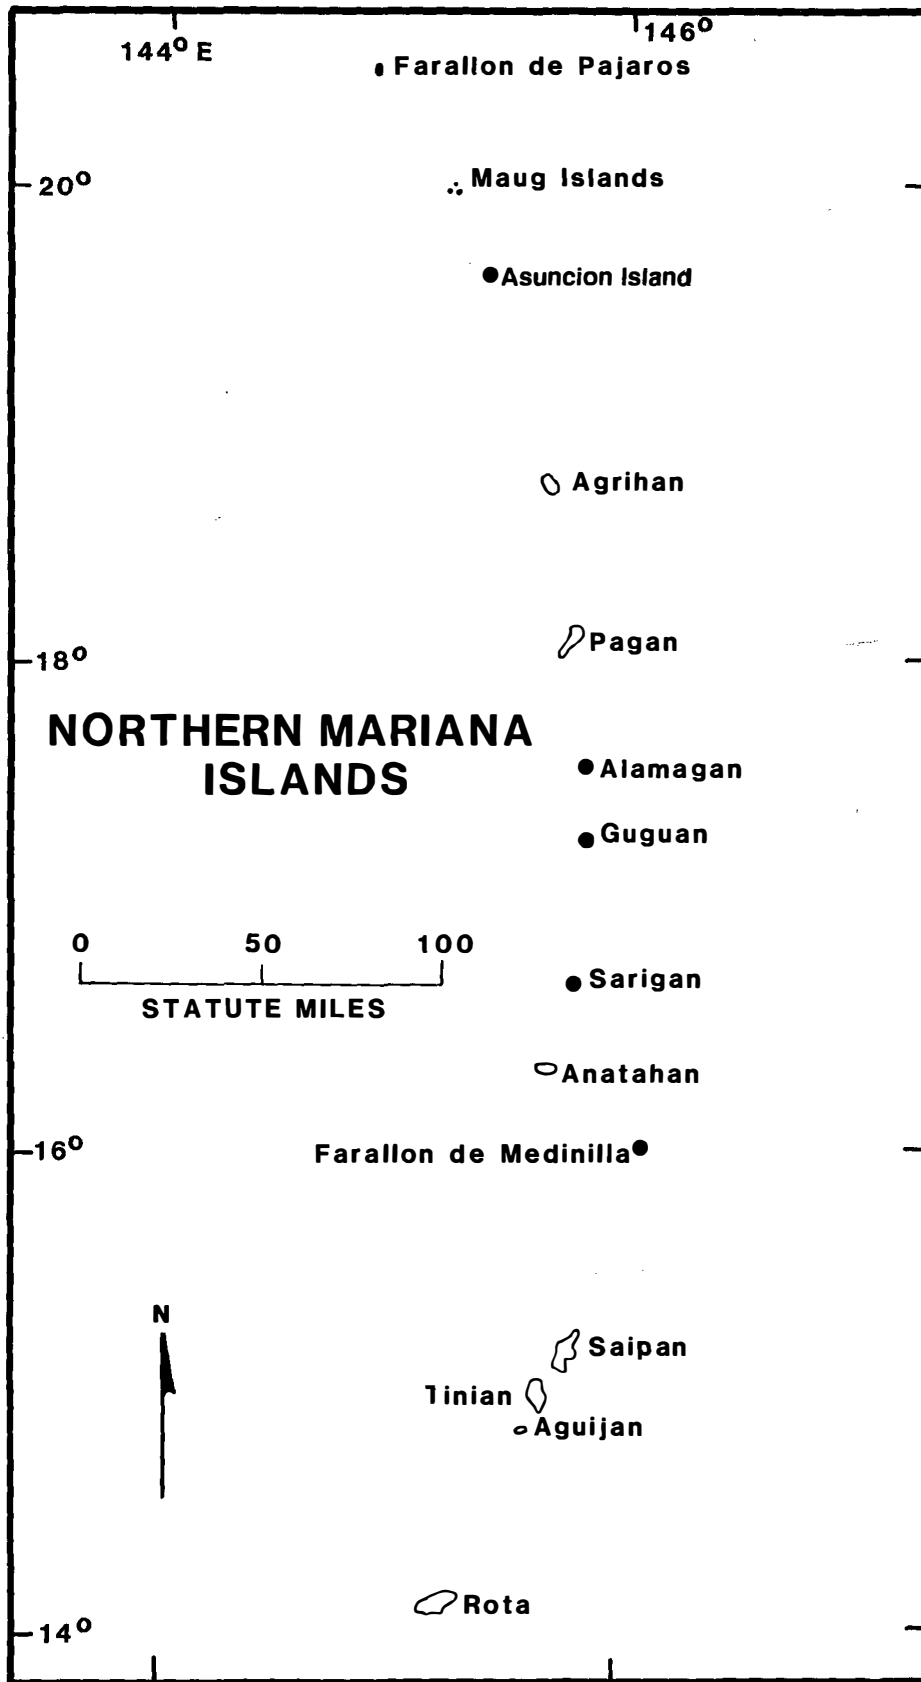 144° E
146°
Farallon de Pajaros
20°
Maug Islands
Asuncion Island
Agrihan
Pagan
18°
NORTHERN MARIANA
ISLANDS
Alamagan
Guguan
0 50 100
STATUTE MILES
Sarigan
Anatahan
16°
Farallon de Medinilla
N
Saipan
Tinian
Aguijan
Rota
14°